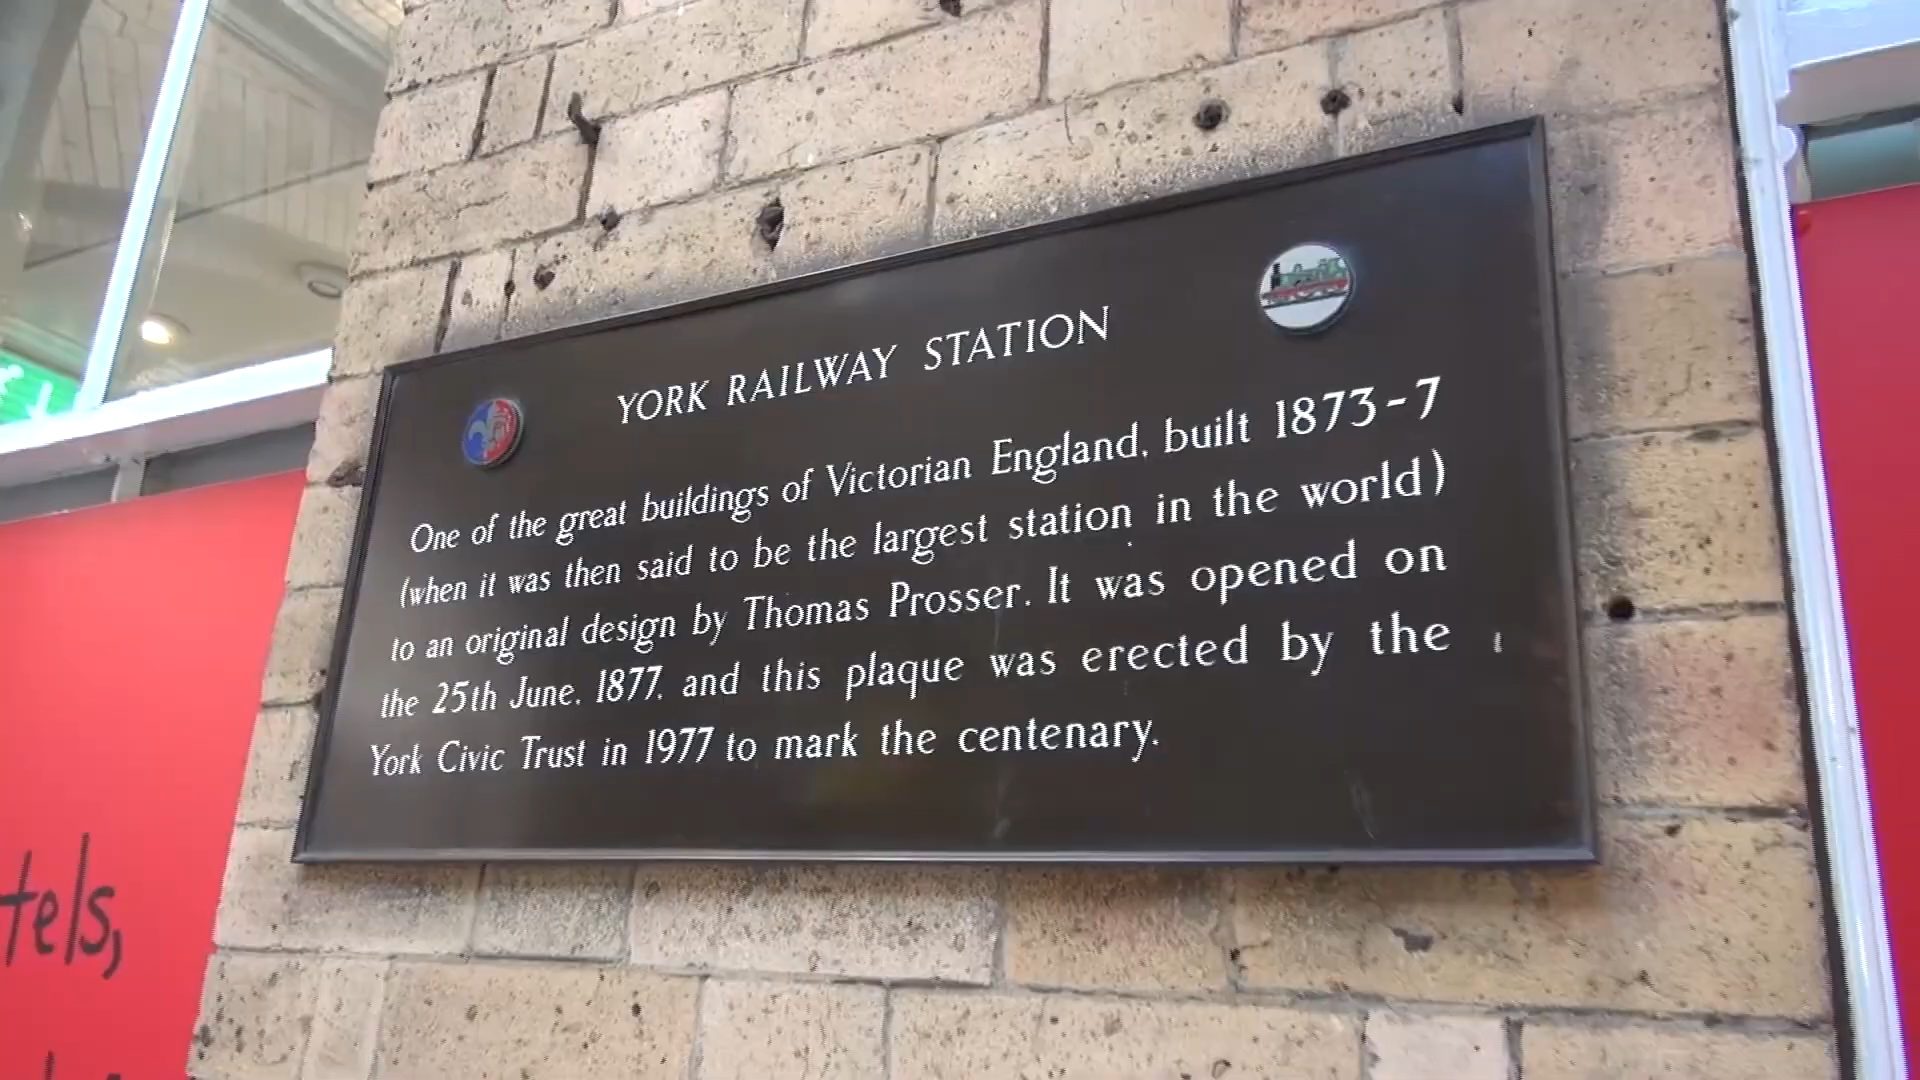 YORK RAILWAY STATION
One of the great buildings of Victorian England, built 1873-7
(when it was then said to be the largest station in the world)
to an original design by Thomas Prosser. It was opened on
the 25th June, 1877, and this plaque was erected by the
York Civic Trust in 1977 to mark the centenary.
tels,